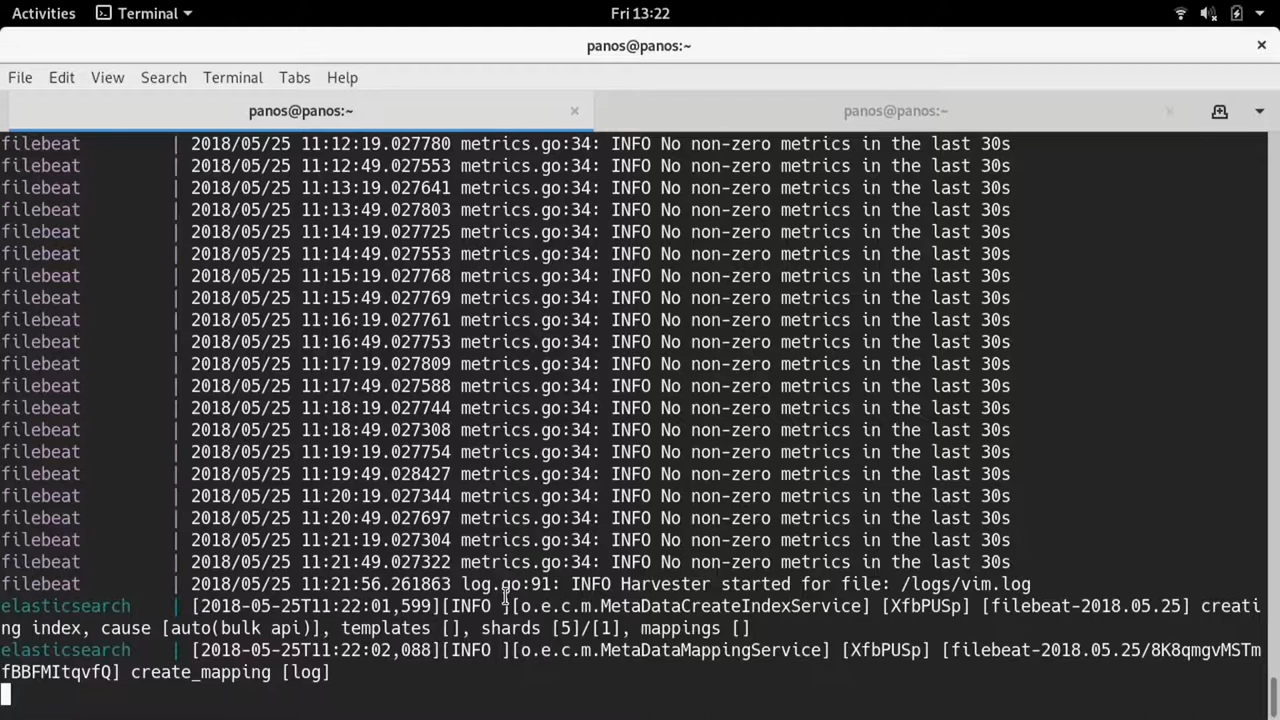 Activities Terminal Fri 13:22
panos@panos:~
File Edit View Search Terminal Tabs Help
panos@panos:~ panos@panos:~
filebeat | 2018/05/25 11:12:19.027780 metrics.go:34: INFO No non-zero metrics in the last 30s
filebeat | 2018/05/25 11:12:49.027553 metrics.go:34: INFO No non-zero metrics in the last 30s
filebeat | 2018/05/25 11:13:19.027641 metrics.go:34: INFO No non-zero metrics in the last 30s
filebeat | 2018/05/25 11:13:49.027803 metrics.go:34: INFO No non-zero metrics in the last 30s
filebeat | 2018/05/25 11:14:19.027725 metrics.go:34: INFO No non-zero metrics in the last 30s
filebeat | 2018/05/25 11:14:49.027553 metrics.go:34: INFO No non-zero metrics in the last 30s
filebeat | 2018/05/25 11:15:19.027768 metrics.go:34: INFO No non-zero metrics in the last 30s
filebeat | 2018/05/25 11:15:49.027769 metrics.go:34: INFO No non-zero metrics in the last 30s
filebeat | 2018/05/25 11:16:19.027761 metrics.go:34: INFO No non-zero metrics in the last 30s
filebeat | 2018/05/25 11:16:49.027753 metrics.go:34: INFO No non-zero metrics in the last 30s
filebeat | 2018/05/25 11:17:19.027809 metrics.go:34: INFO No non-zero metrics in the last 30s
filebeat | 2018/05/25 11:17:49.027588 metrics.go:34: INFO No non-zero metrics in the last 30s
filebeat | 2018/05/25 11:18:19.027744 metrics.go:34: INFO No non-zero metrics in the last 30s
filebeat | 2018/05/25 11:18:49.027308 metrics.go:34: INFO No non-zero metrics in the last 30s
filebeat | 2018/05/25 11:19:19.027754 metrics.go:34: INFO No non-zero metrics in the last 30s
filebeat | 2018/05/25 11:19:49.028427 metrics.go:34: INFO No non-zero metrics in the last 30s
filebeat | 2018/05/25 11:20:19.027344 metrics.go:34: INFO No non-zero metrics in the last 30s
filebeat | 2018/05/25 11:20:49.027697 metrics.go:34: INFO No non-zero metrics in the last 30s
filebeat | 2018/05/25 11:21:19.027304 metrics.go:34: INFO No non-zero metrics in the last 30s
filebeat | 2018/05/25 11:21:49.027322 metrics.go:34: INFO No non-zero metrics in the last 30s
filebeat | 2018/05/25 11:21:56.261863 log.go:91: INFO Harvester started for file: /logs/vim.log
elasticsearch | [2018-05-25T11:22:01,599][INFO ][o.e.c.m.MetaDataCreateIndexService] [XfbPUSp] [filebeat-2018.05.25] creati
ng index, cause [auto(bulk api)], templates [], shards [5]/[1], mappings []
elasticsearch | [2018-05-25T11:22:02,088][INFO ][o.e.c.m.MetaDataMappingService] [XfbPUSp] [filebeat-2018.05.25/8K8qmgvMSTm
fBBFMItqvfQ] create_mapping [log]